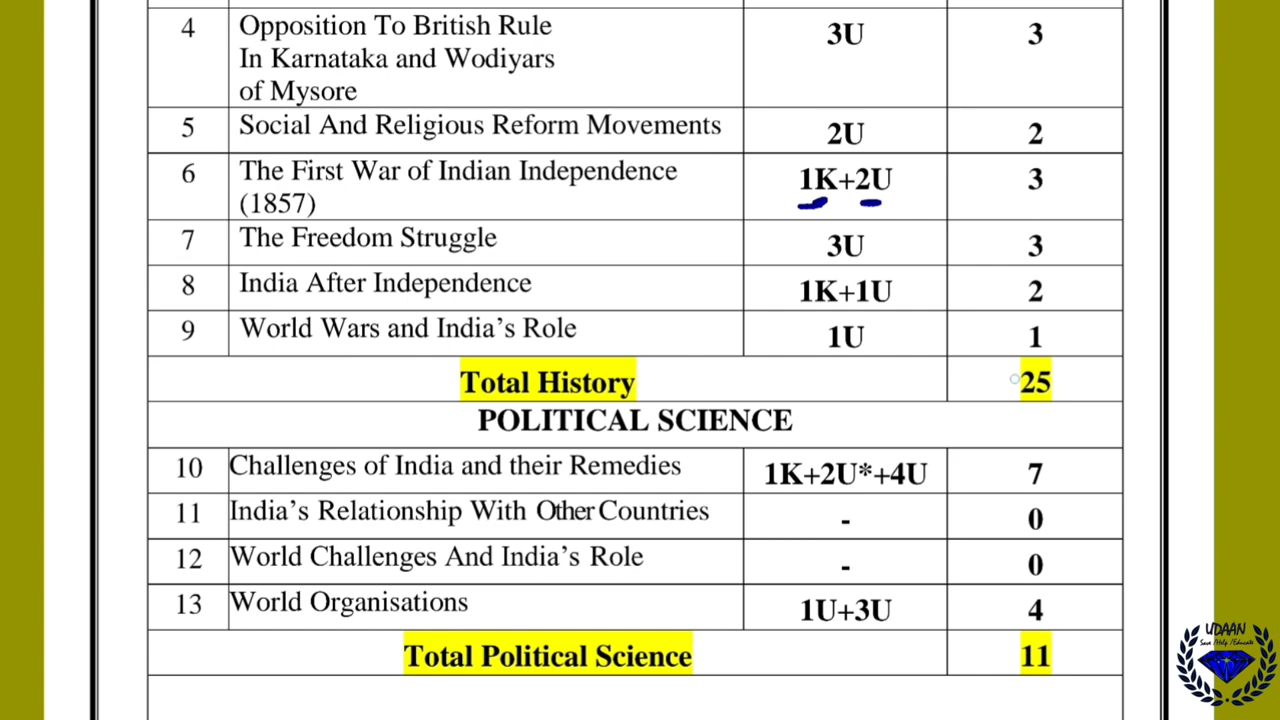 4 Opposition To British Rule 3U 3
In Karnataka and Wodiyars
of Mysore
5 Social And Religious Reform Movements 2U 2
6 The First War of Indian Independence 1K+2U 3
(1857)
7 The Freedom Struggle 3U 3
8 India After Independence 1K+1U 2
9 World Wars and India’s Role 1U 1
Total History 25
POLITICAL SCIENCE
10 Challenges of India and their Remedies 1K+2U*+4U 7
11 India’s Relationship With Other Countries - 0
12 World Challenges And India’s Role - 0
13 World Organisations 1U+3U 4
Total Political Science 11
UDAAN
Save /Help /Educate